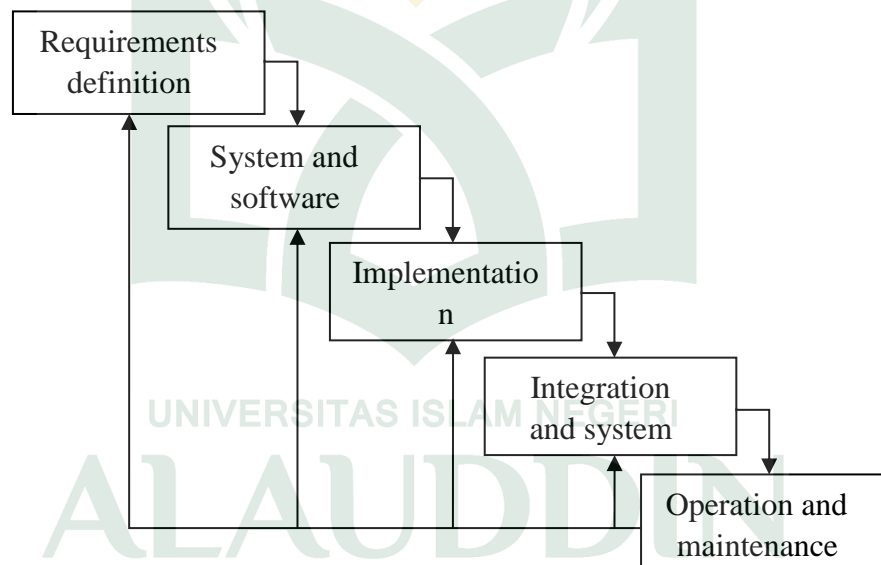 Requirements
definition
System and
software
Implementatio
n
Integration
and system
UNIVERSITAS ISLAM NEGERI
ALAUDDIN
Operation and
maintenance